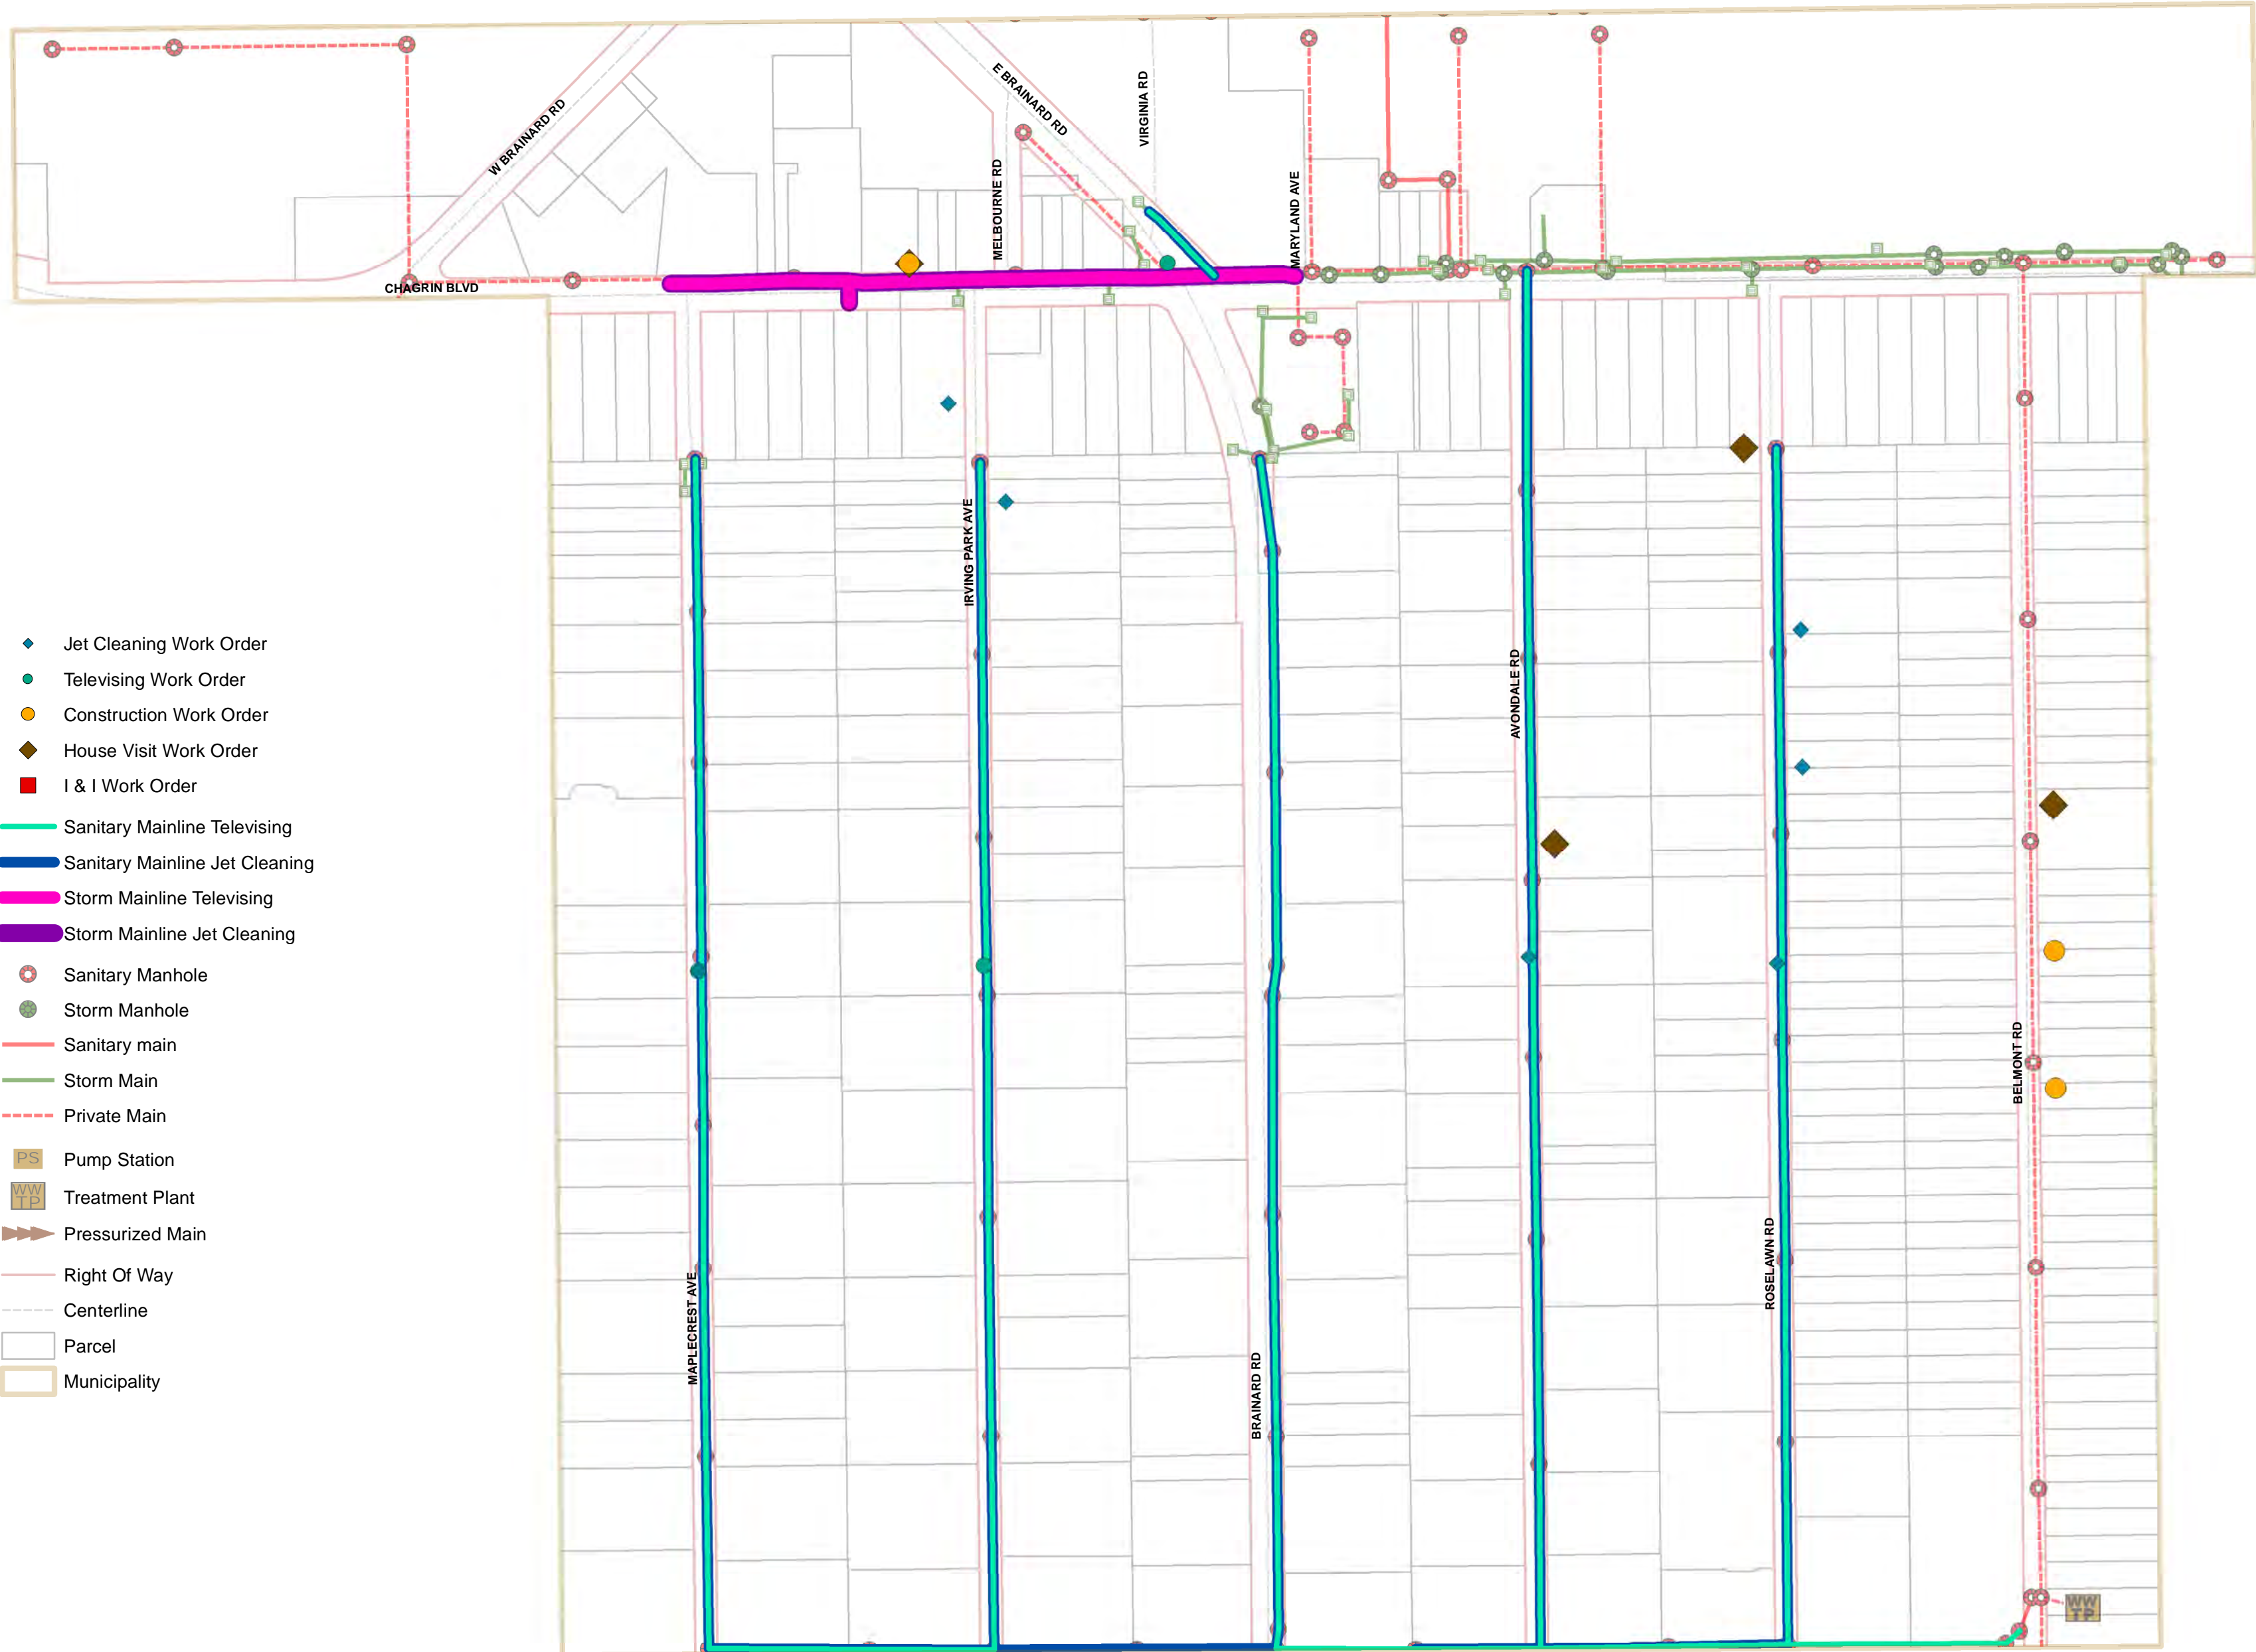 W BRAINARD RD
E BRAINARD RD
VIRGINIA RD
MELBOURNE RD
MARYLAND AVE
CHAGRIN BLVD
IRVING PARK AVE
AVONDALE RD
BELMONT RD
ROSELAWN RD
MAPLECREST AVE
BRAINARD RD
WW
TP
Jet Cleaning Work Order
Televising Work Order
Construction Work Order
House Visit Work Order
I & I Work Order
Sanitary Mainline Televising
Sanitary Mainline Jet Cleaning
Storm Mainline Televising
Storm Mainline Jet Cleaning
Sanitary Manhole
Storm Manhole
Sanitary main
Storm Main
Private Main
PS Pump Station
WW
TP Treatment Plant
Pressurized Main
Right Of Way
Centerline
Parcel
Municipality